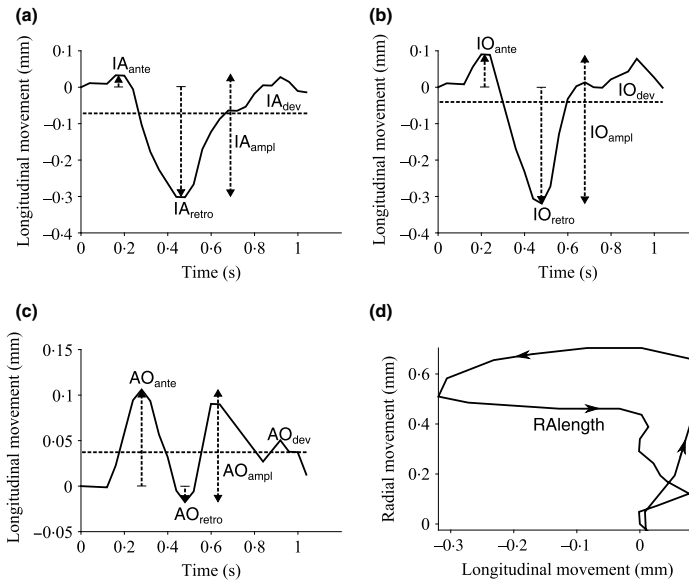 (a)
0·1
0
−0·1
−0·2
−0·3
−0·4
Longitudinal movement (mm)
IAante
IAdev
IAampl
IAretro
0 0·2 0·4 0·6 0·8 1
Time (s)
(b)
0·1
0
−0·1
−0·2
−0·3
−0·4
Longitudinal movement (mm)
IOante
IOdev
IOampl
IOretro
0 0·2 0·4 0·6 0·8 1
Time (s)
(c)
0·15
0·1
0·05
0
−0·05
Longitudinal movement (mm)
AOante
AOdev
AOampl
AOretro
0 0·2 0·4 0·6 0·8 1
Time (s)
(d)
0·6
0·4
0·2
0
Radial movement (mm)
RAlength
−0·3 −0·2 −0·1 0
Longitudinal movement (mm)